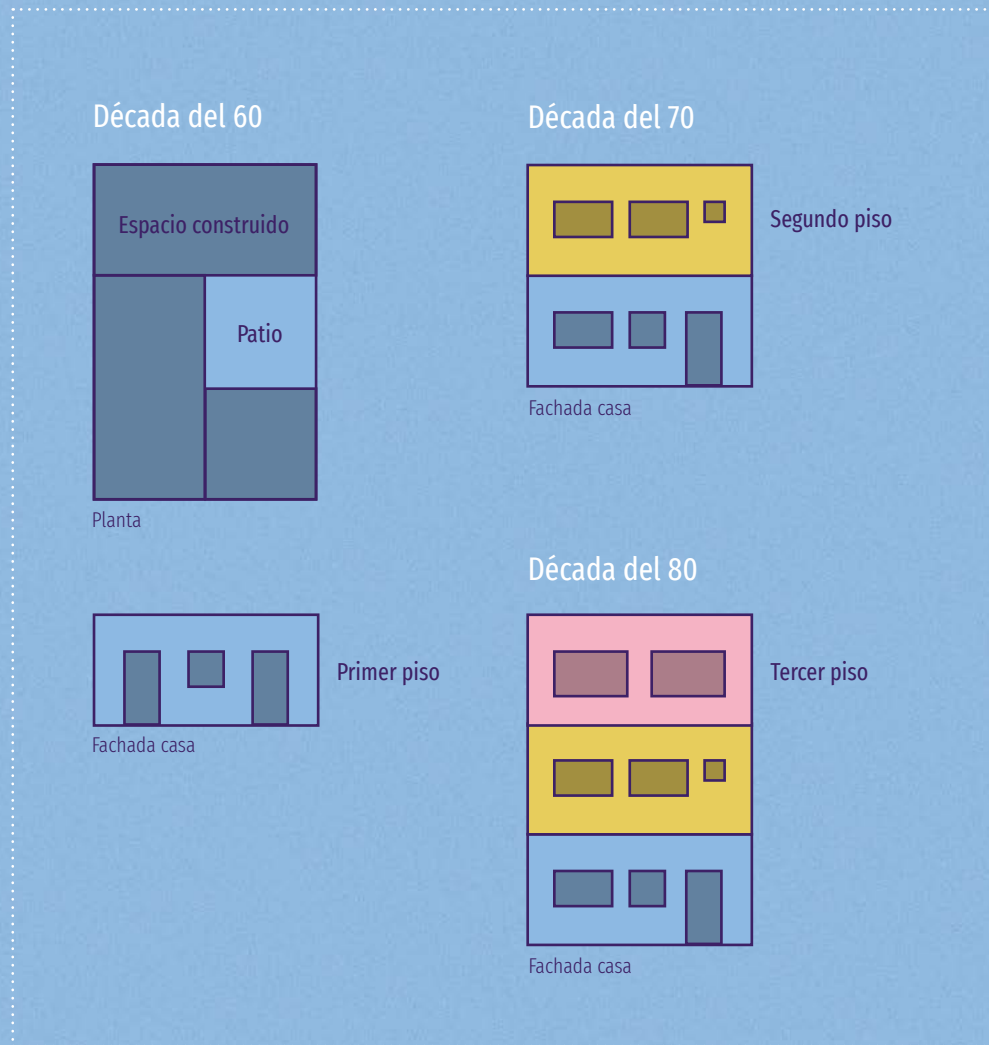 Década del 60
Espacio construido
Patio
Planta
Primer piso
Fachada casa
Década del 70
Segundo piso
Fachada casa
Década del 80
Tercer piso
Fachada casa